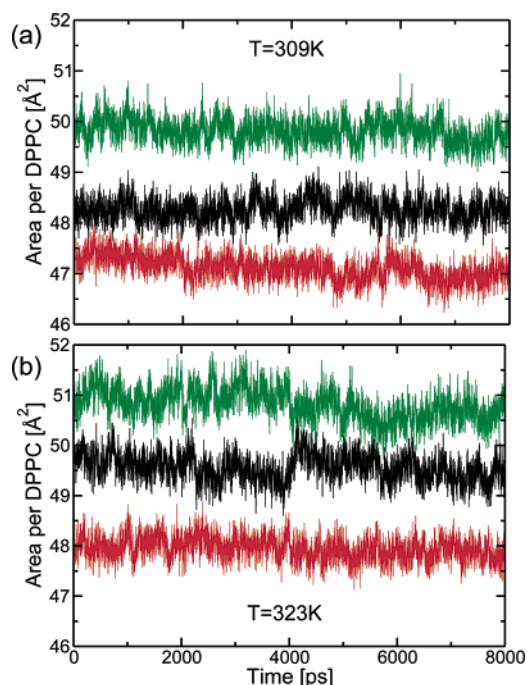 (a)
T=309K
Area per DPPC [Å²]
52
51
50
49
48
47
46
(b)
52
51
50
49
48
47
46
Area per DPPC [Å²]
T=323K
0
2000
4000
6000
8000
Time [ps]